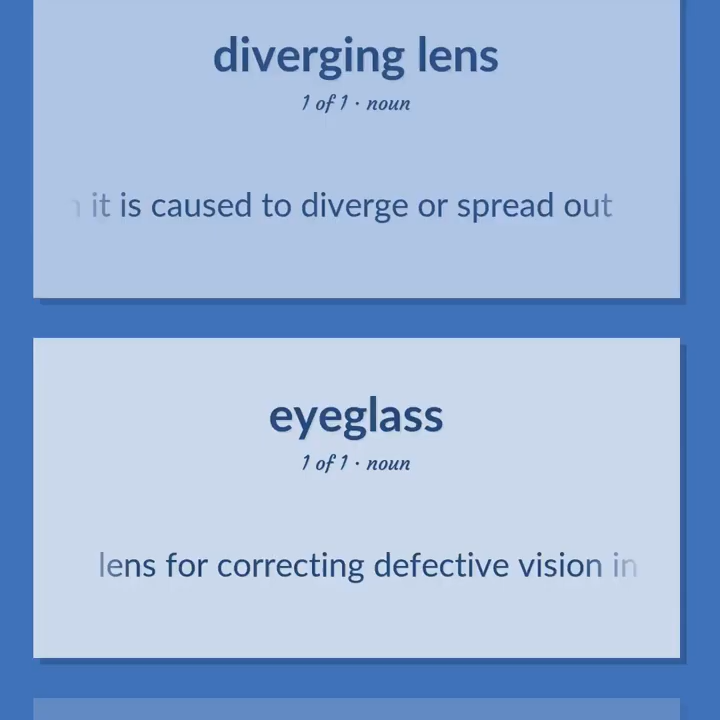 diverging lens
1 of 1 · noun
it is caused to diverge or spread out
eyeglass
1 of 1 · noun
lens for correcting defective vision in